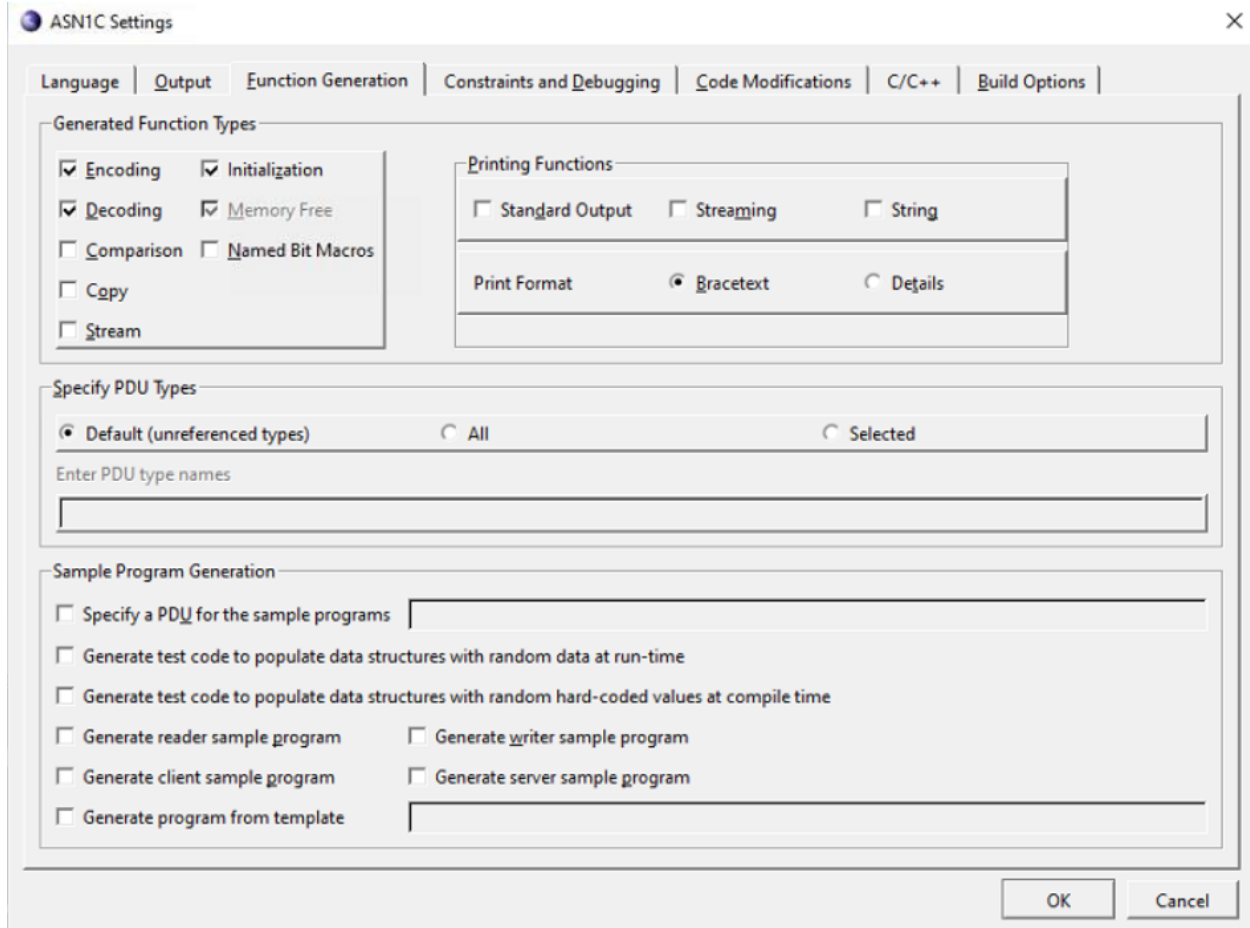 ASN1C Settings
Language Output Function Generation Constraints and Debugging Code Modifications C/C++ Build Options
Generated Function Types
Encoding Initialization
Decoding Memory Free
Comparison Named Bit Macros
Copy
Stream
Printing Functions
Standard Output Streaming String
Print Format Bracetext Details
Specify PDU Types
Default (unreferenced types) All Selected
Enter PDU type names
Sample Program Generation
Specify a PDU for the sample programs
Generate test code to populate data structures with random data at run-time
Generate test code to populate data structures with random hard-coded values at compile time
Generate reader sample program Generate writer sample program
Generate client sample program Generate server sample program
Generate program from template
OK Cancel